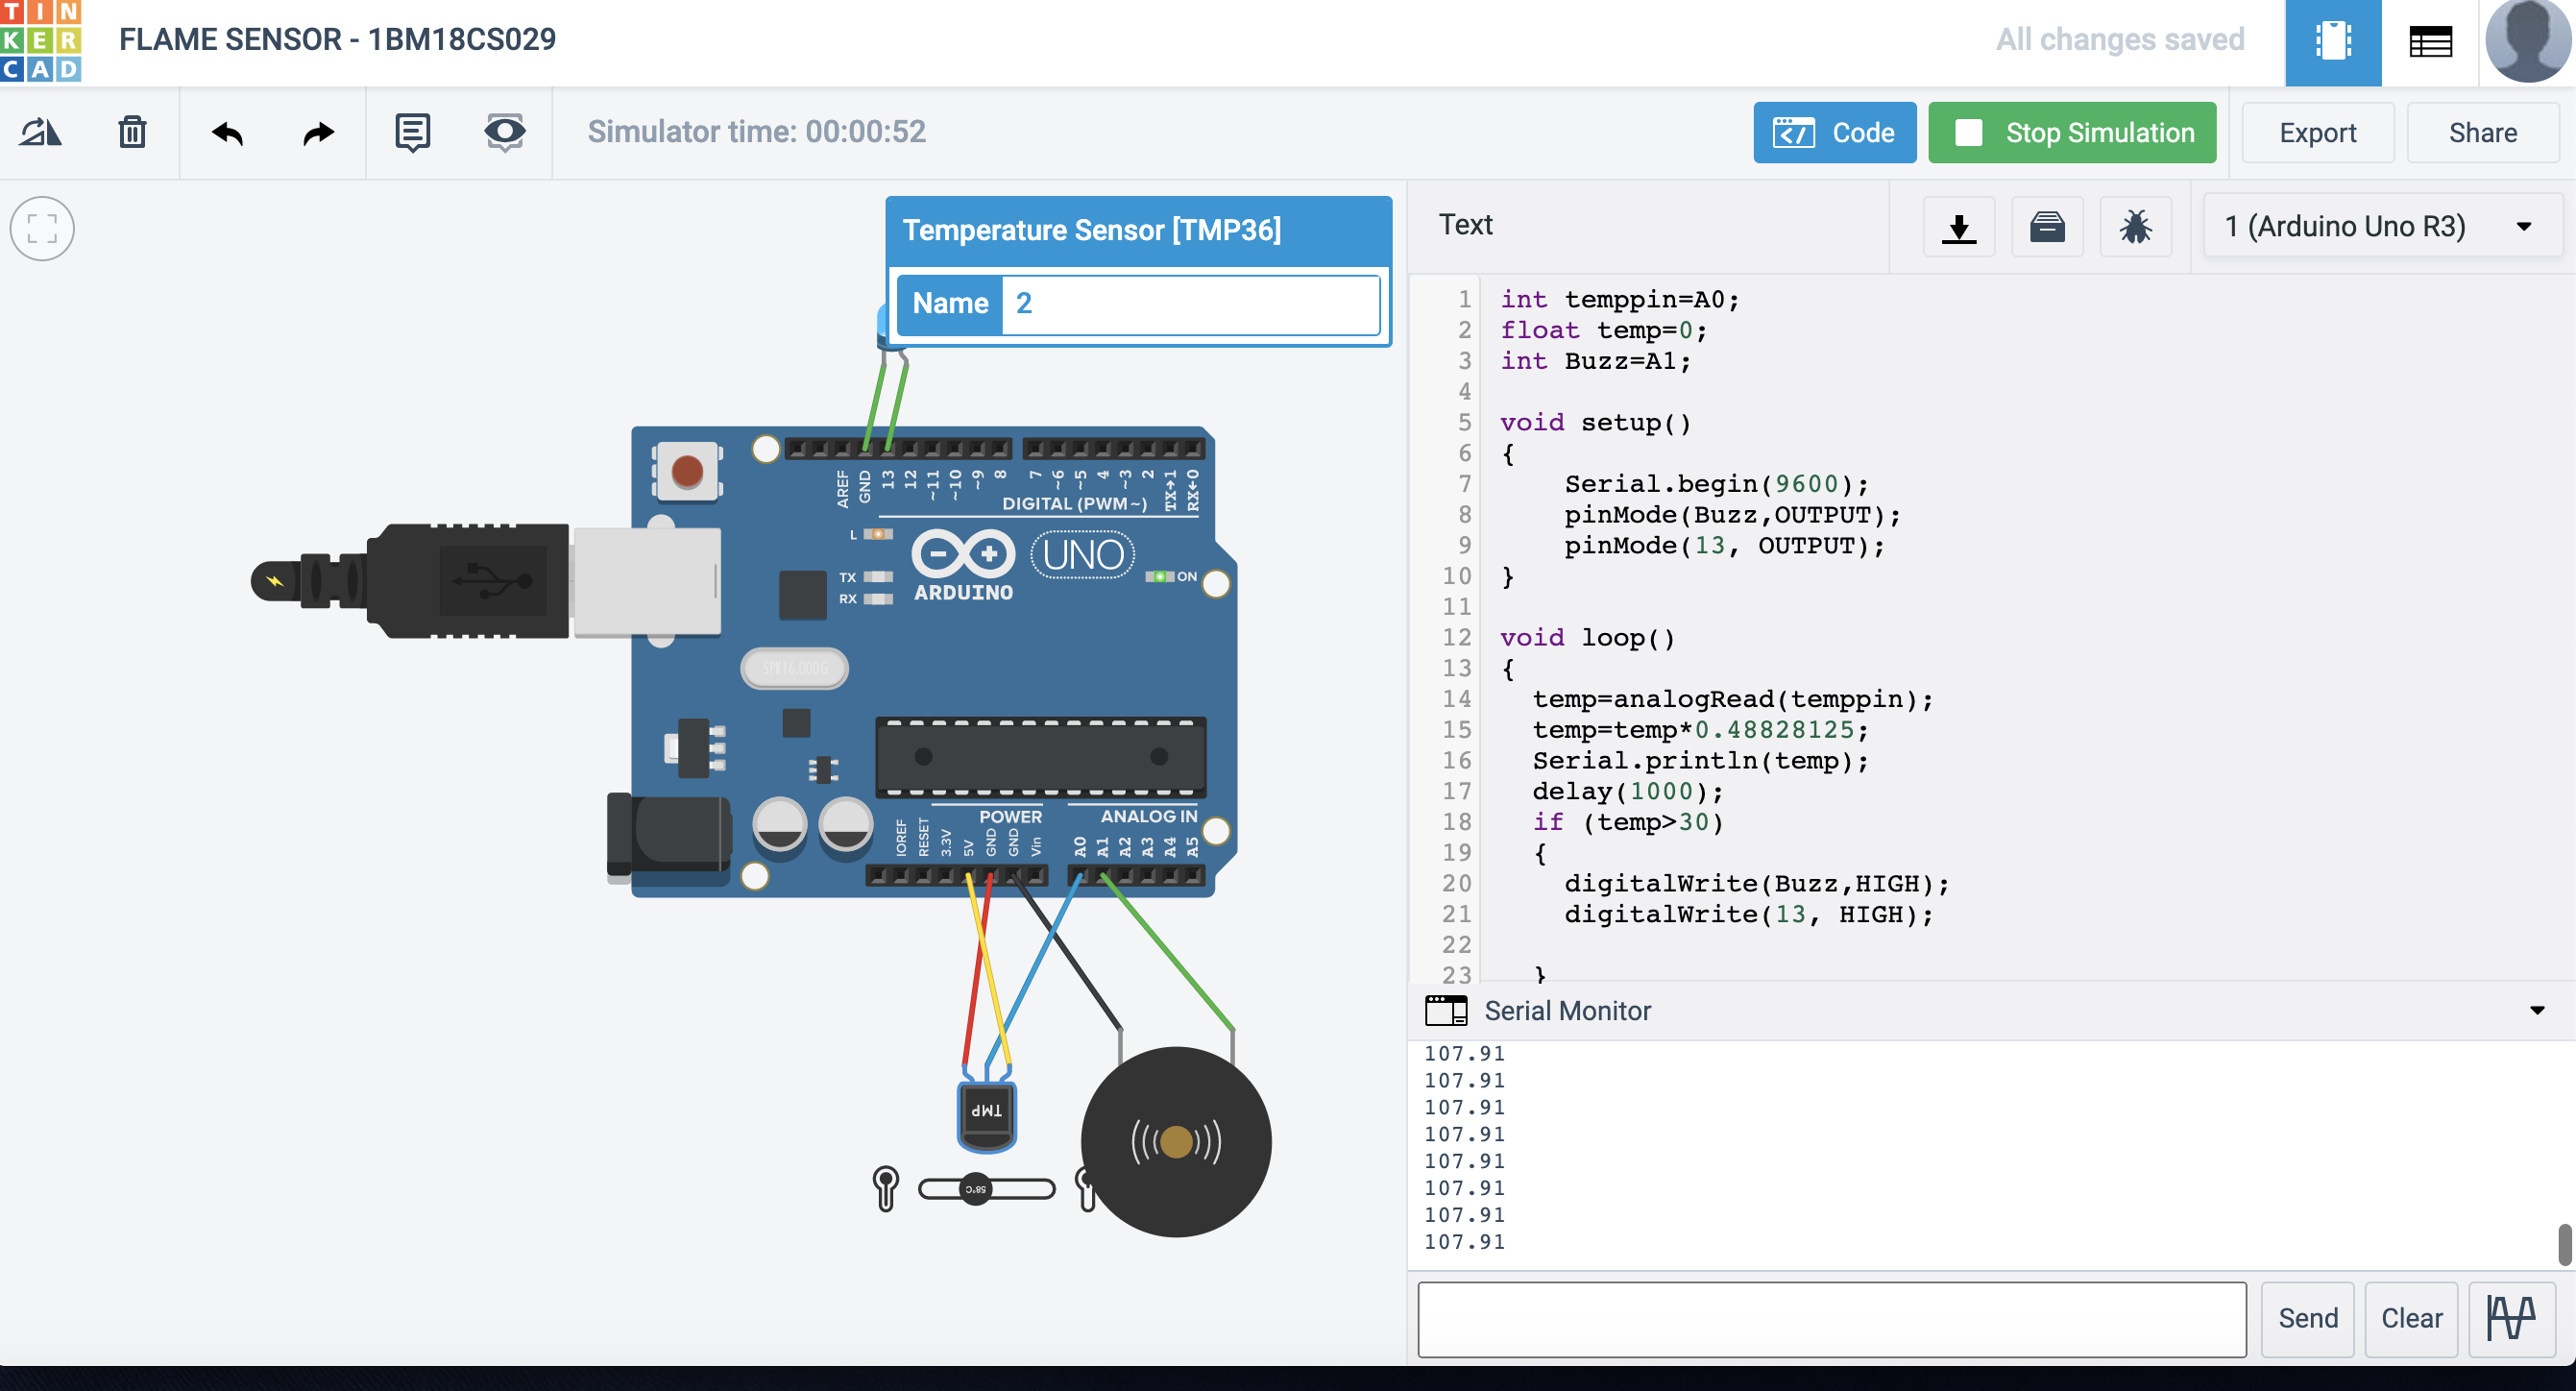 TIN
KER
CAD
FLAME SENSOR - 1BM18CS029
All changes saved
Simulator time: 00:00:52
Code
Stop Simulation
Export
Share
Temperature Sensor [TMP36]
Name 2
AREF GND 13 12 ~11 ~10 ~9 8 7 ~6 ~5 4 ~3 2 TX→1 RX←0
DIGITAL (PWM~)
L
TX
RX
UNO
ON
ARDUINO
SPK16.000G
POWER
ANALOG IN
IOREF RESET 3.3V 5V GND GND Vin A0 A1 A2 A3 A4 A5
TMP
58°C
Text
1 (Arduino Uno R3)
1 int temppin=A0;
2 float temp=0;
3 int Buzz=A1;
4
5 void setup()
6 {
7 Serial.begin(9600);
8 pinMode(Buzz,OUTPUT);
9 pinMode(13, OUTPUT);
10 }
11
12 void loop()
13 {
14 temp=analogRead(temppin);
15 temp=temp*0.48828125;
16 Serial.println(temp);
17 delay(1000);
18 if (temp>30)
19 {
20 digitalWrite(Buzz,HIGH);
21 digitalWrite(13, HIGH);
22
23 }
Serial Monitor
107.91
107.91
107.91
107.91
107.91
107.91
107.91
107.91
Send
Clear